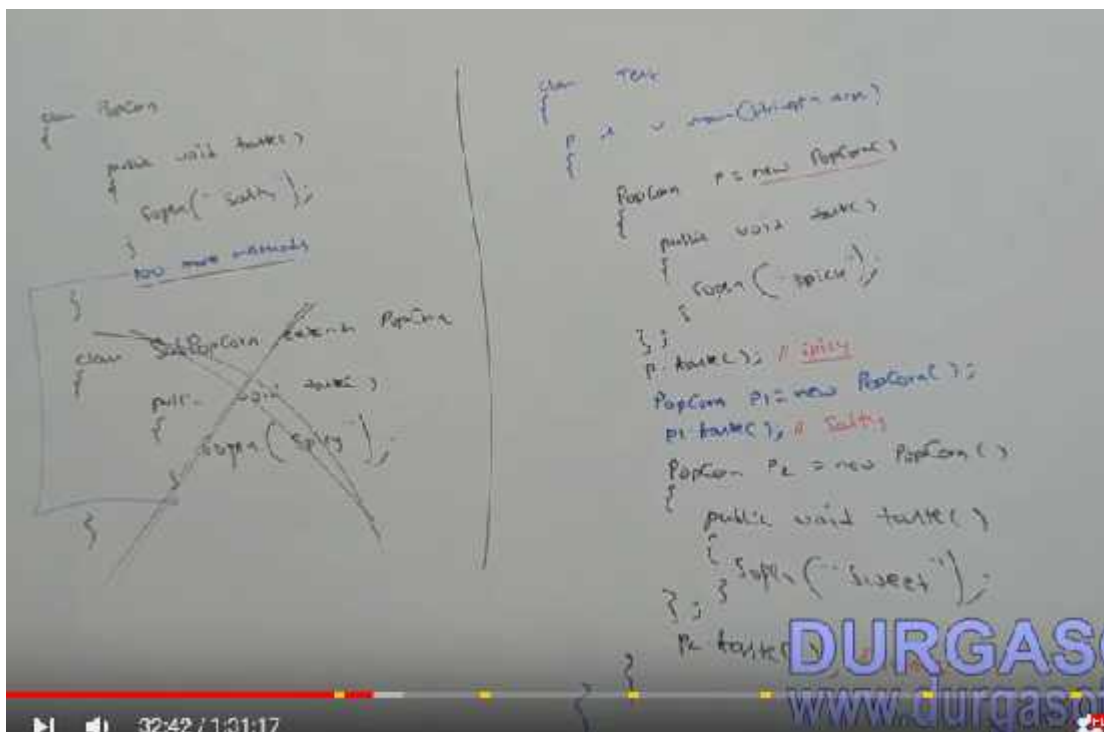 class PopCorn
{
public void taste()
{
Sopln("Salty");
}
100 more methods
}
class SubPopCorn extends PopCorn
{
public void taste()
{
Sopln("Spicy");
}
}
class Test
{
p s v main(String[] args)
{
PopCorn p = new PopCorn()
{
public void taste()
{
Sopln("spicy");
}
};
p.taste(); // spicy
PopCorn p1 = new PopCorn();
p1.taste(); // Salty
PopCorn p2 = new PopCorn()
{
public void taste()
{
Sopln("Sweet");
}
};
p2.taste()
}
}
DURGASO
www.durgasof
32:42 / 1:31:17